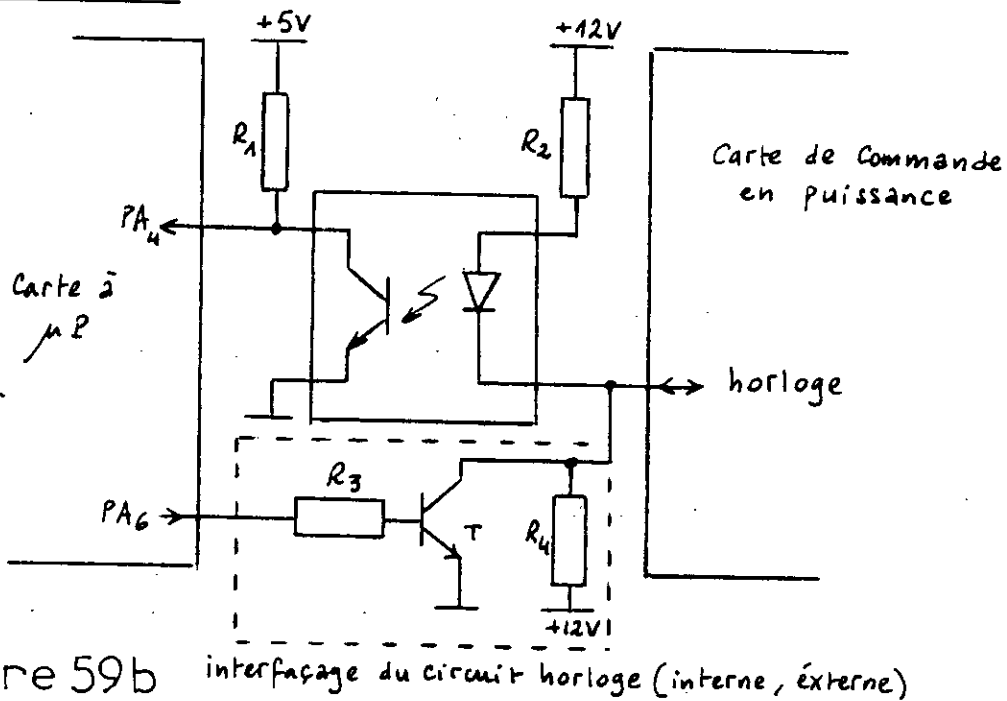 +5V
+12V
R1
R2
Carte de Commande
en puissance
PA4
Carte à
µP
horloge
R3
PA6
T
R4
+12V
re 59b
interfaçage du circuit horloge (interne, éxterne)